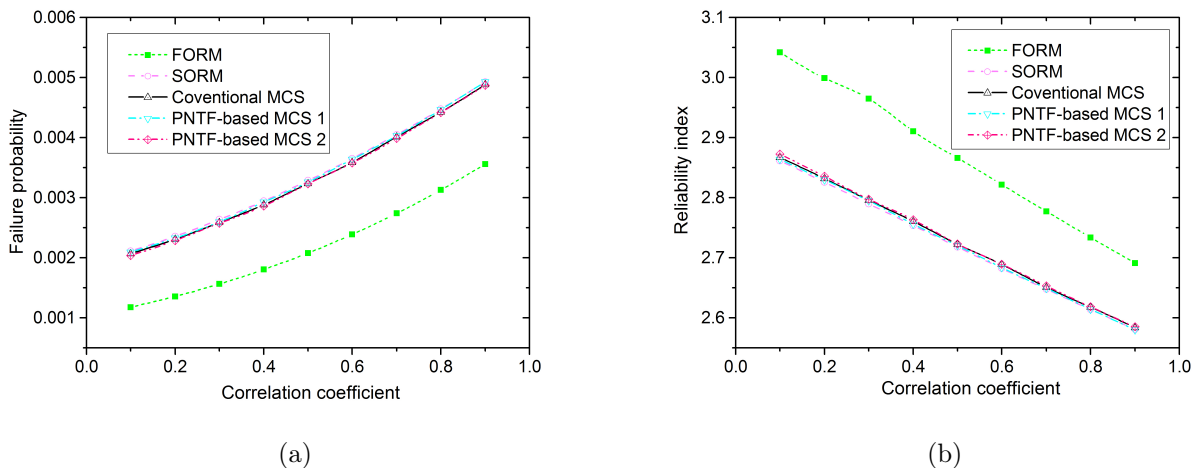 0.006
0.005
0.004
0.003
0.002
0.001
Failure probability
FORM
SORM
Coventional MCS
PNTF-based MCS 1
PNTF-based MCS 2
0.0
0.2
0.4
0.6
0.8
1.0
Correlation coefficient
(a)
3.1
3.0
2.9
2.8
2.7
2.6
Reliability index
FORM
SORM
Coventional MCS
PNTF-based MCS 1
PNTF-based MCS 2
0.0
0.2
0.4
0.6
0.8
1.0
Correlation coefficient
(b)